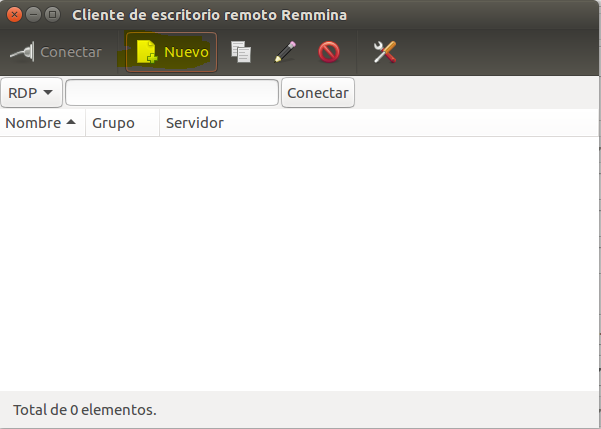 Cliente de escritorio remoto Remmina
Conectar Nuevo
RDP Conectar
Nombre Grupo Servidor
Total de 0 elementos.